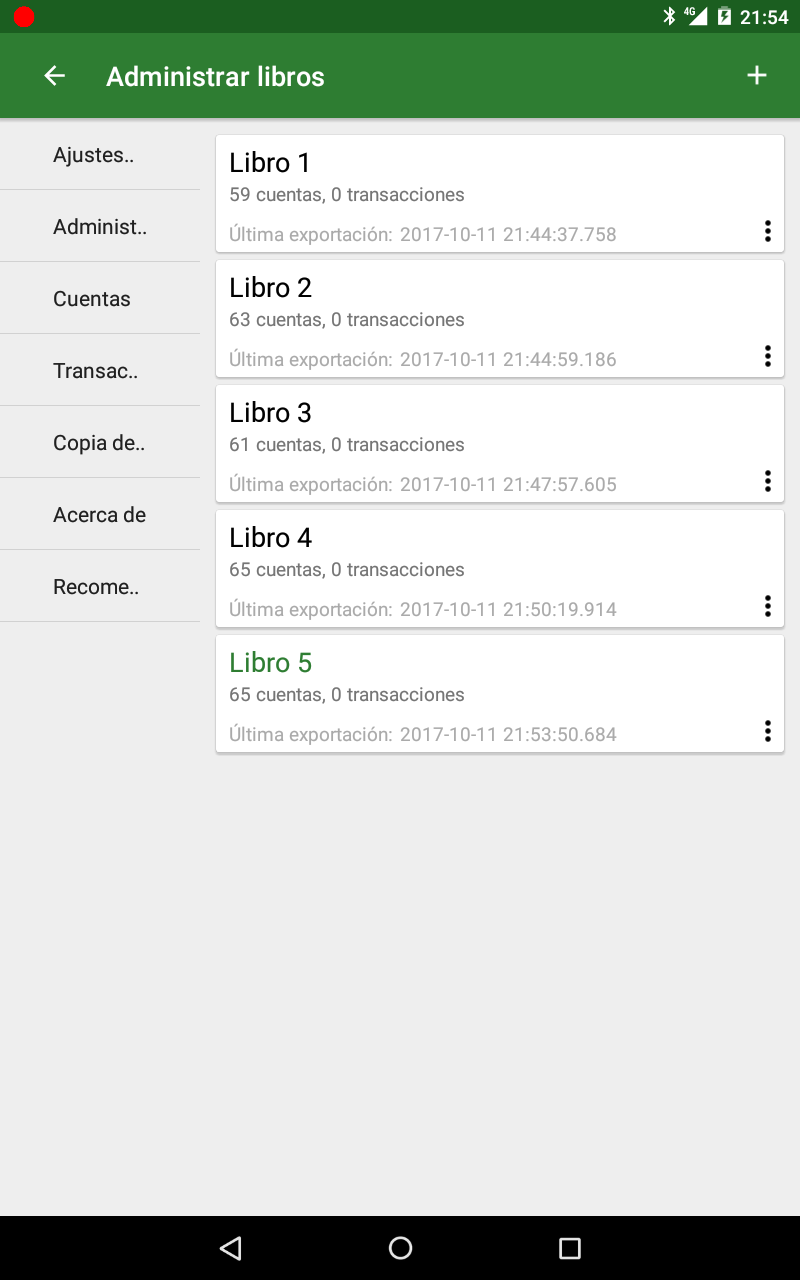 4G 21:54
Administrar libros
Ajustes..
Administ..
Cuentas
Transac..
Copia de..
Acerca de
Recome..
Libro 1
59 cuentas, 0 transacciones
Última exportación: 2017-10-11 21:44:37.758
Libro 2
63 cuentas, 0 transacciones
Última exportación: 2017-10-11 21:44:59.186
Libro 3
61 cuentas, 0 transacciones
Última exportación: 2017-10-11 21:47:57.605
Libro 4
65 cuentas, 0 transacciones
Última exportación: 2017-10-11 21:50:19.914
Libro 5
65 cuentas, 0 transacciones
Última exportación: 2017-10-11 21:53:50.684